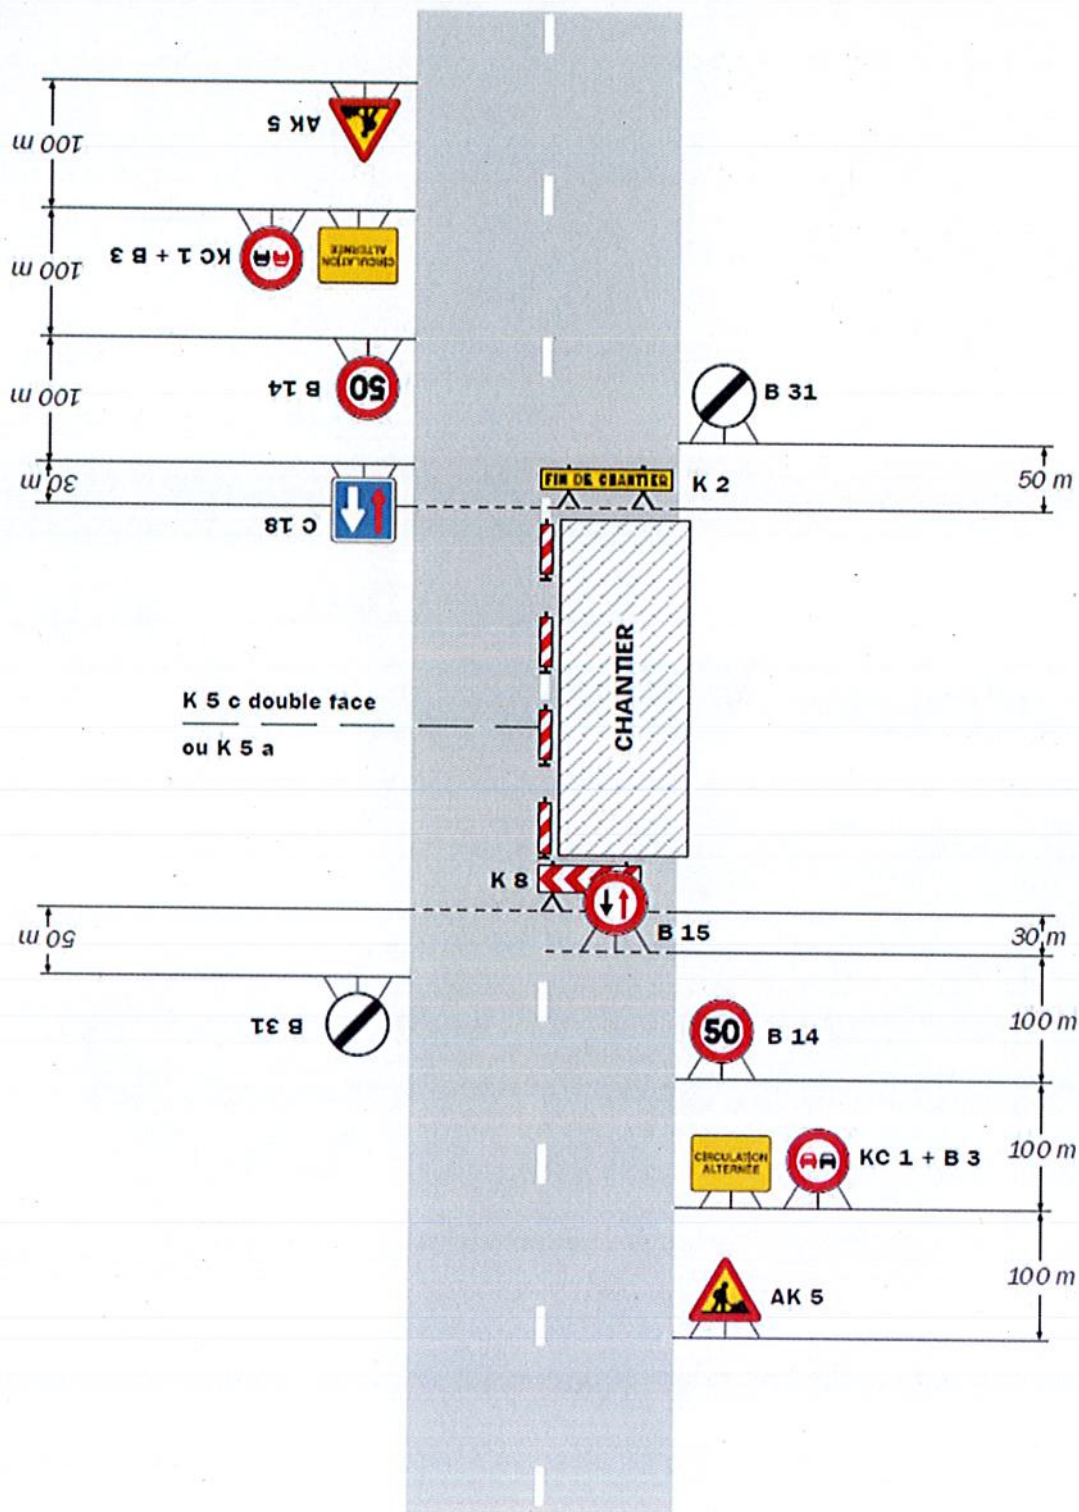 AK 5
100 m
KC 1 + B 3
CIRCULATION
ALTERNÉE
100 m
B 14
50
100 m
B 31
50 m
30 m
C 18
FIN DE CHANTIER
K 2
CHANTIER
K 5 c double face
ou K 5 a
K 8
B 15
30 m
50 m
B 31
50
B 14
100 m
CIRCULATION
ALTERNÉE
KC 1 + B 3
100 m
AK 5
100 m